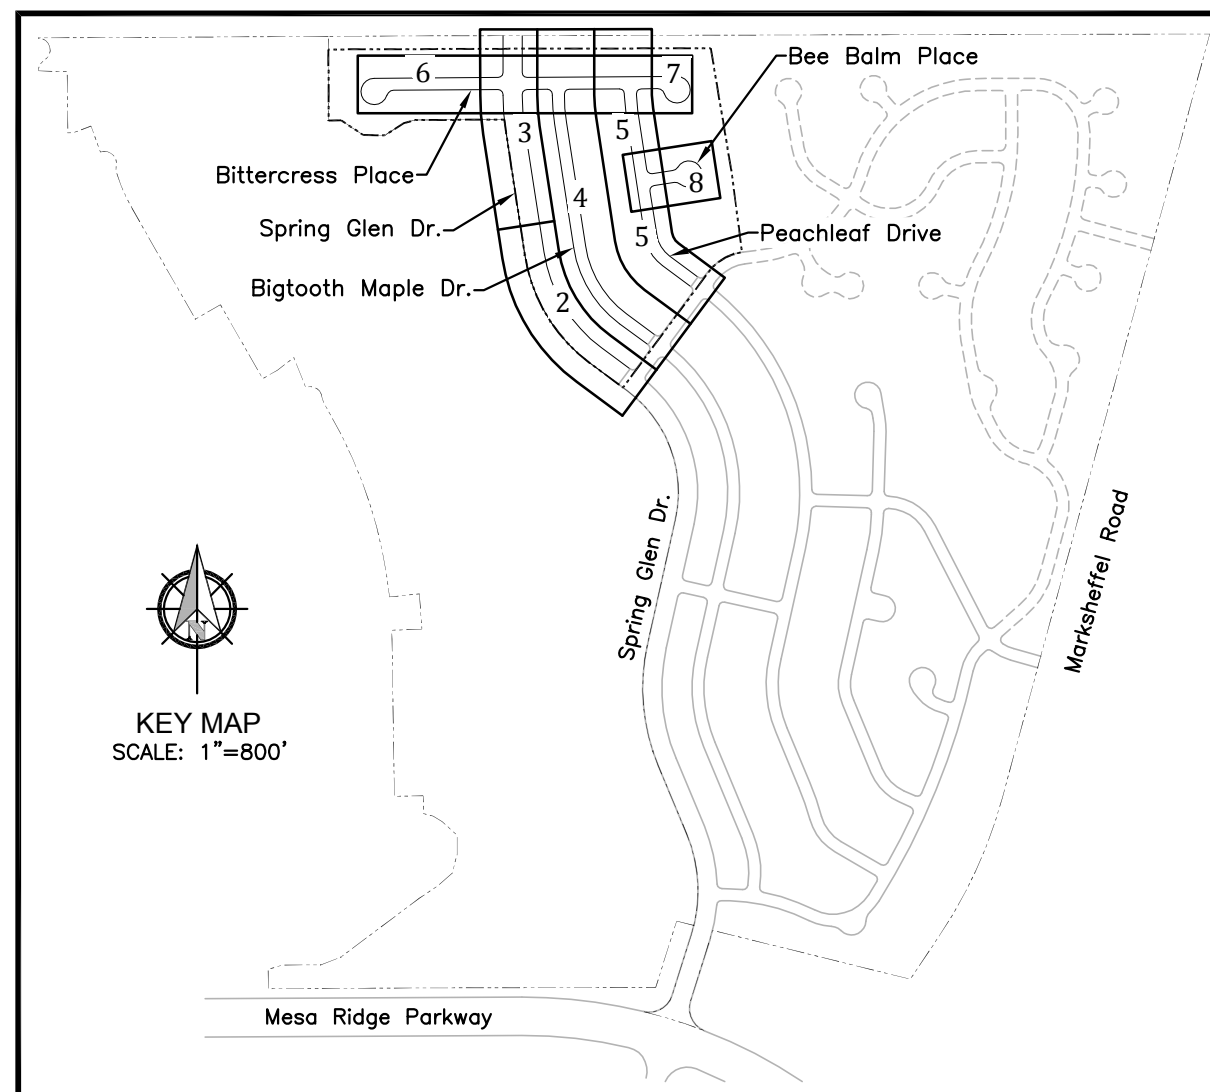 Bee Balm Place
6
7
3
5
Bittercress Place
8
4
Spring Glen Dr.
5
Peachleaf Drive
Bigtooth Maple Dr.
2
Spring Glen Dr.
Marksheffel Road
N
KEY MAP
SCALE: 1"=800'
Mesa Ridge Parkway